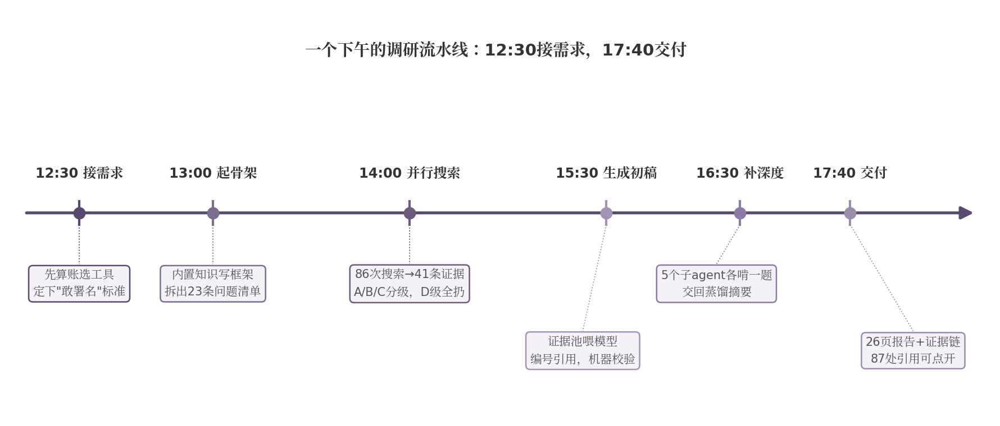 一个下午的调研流水线：12:30接需求，17:40交付
12:30 接需求
13:00 起骨架
14:00 并行搜索
15:30 生成初稿
16:30 补深度
17:40 交付
先算账选工具
定下"敢署名"标准
内置知识写框架
拆出23条问题清单
86次搜索→41条证据
A/B/C分级，D级全扔
5个子agent各啃一题
交回蒸馏摘要
证据池喂模型
编号引用，机器校验
26页报告+证据链
87处引用可点开